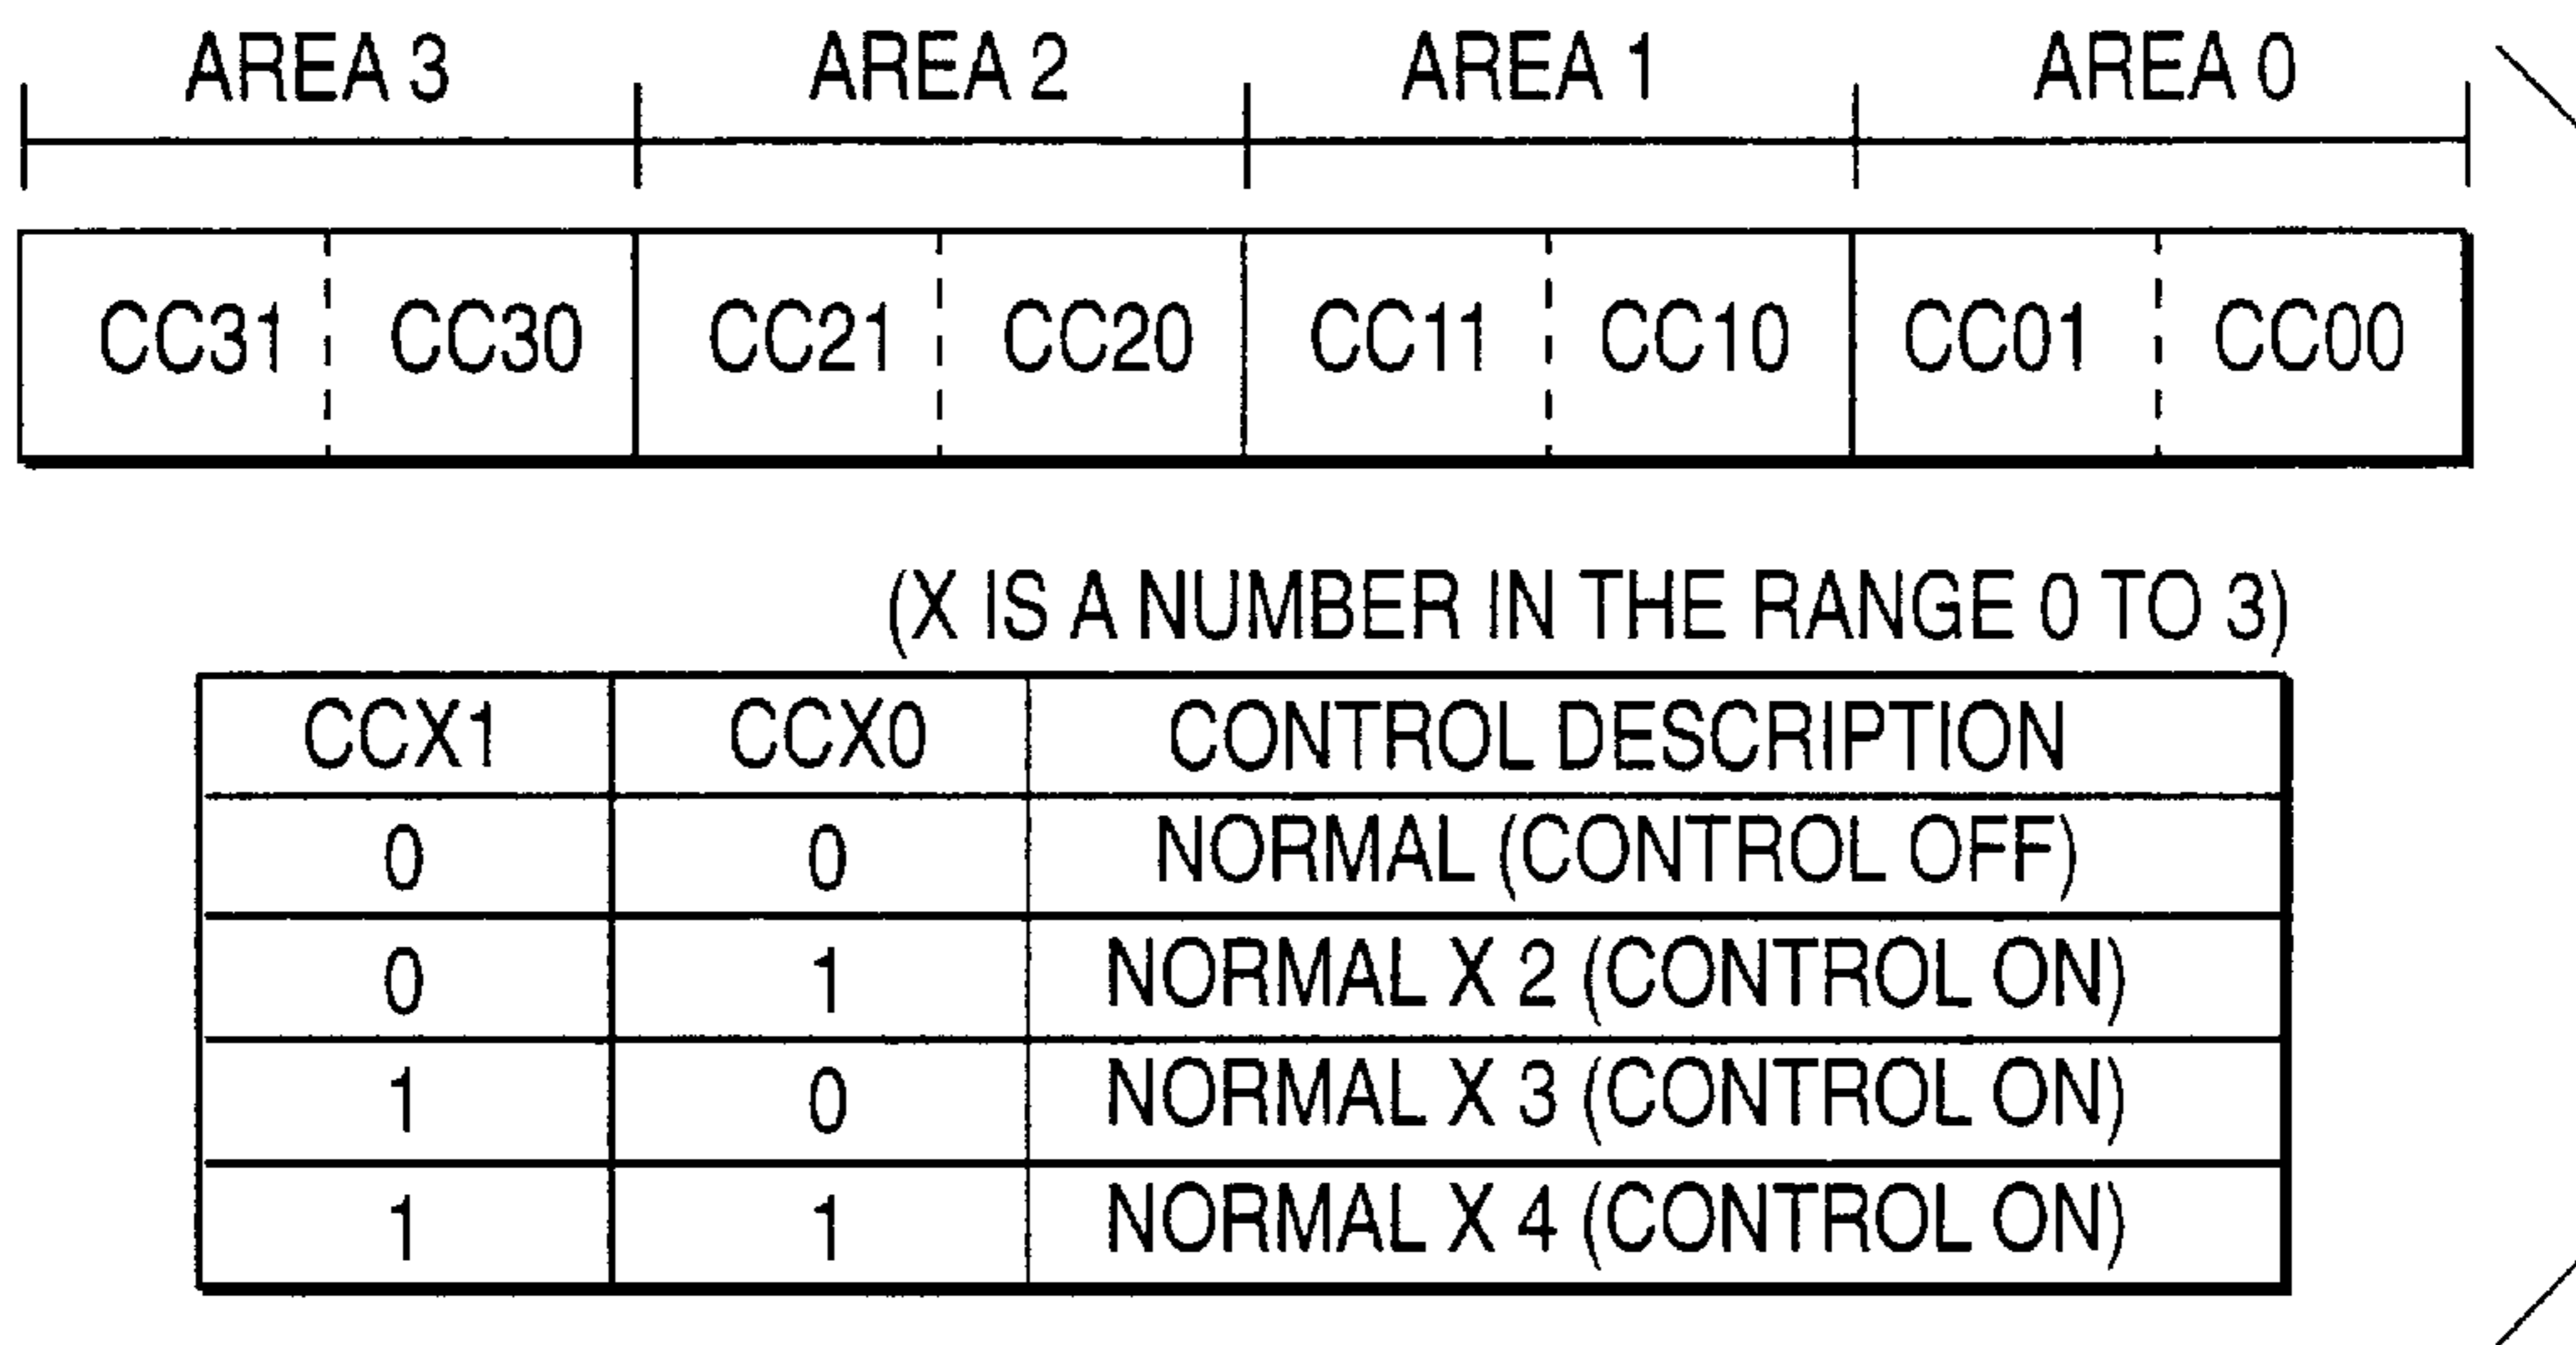 AREA 3 AREA 2 AREA 1 AREA 0
CC31 CC30 CC21 CC20 CC11 CC10 CC01 CC00
(X IS A NUMBER IN THE RANGE 0 TO 3)
CCX1 CCX0 CONTROL DESCRIPTION
0 0 NORMAL (CONTROL OFF)
0 1 NORMAL X 2 (CONTROL ON)
1 0 NORMAL X 3 (CONTROL ON)
1 1 NORMAL X 4 (CONTROL ON)